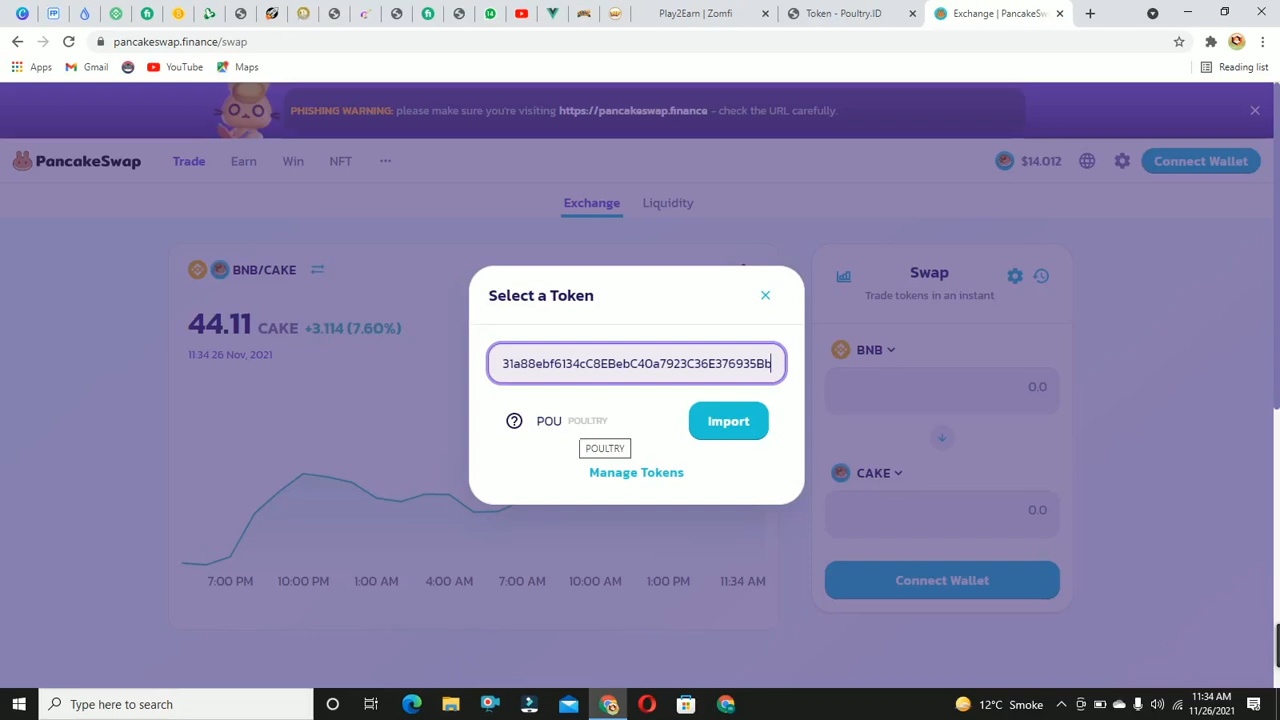 Play2Earn | Zomfi
Token - Poultry.ID
Exchange | PancakeSw
pancakeswap.finance/swap
Apps
Gmail
YouTube
Maps
Reading list
PHISHING WARNING: please make sure you're visiting https://pancakeswap.finance - check the URL carefully.
PancakeSwap
Trade
Earn
Win
NFT
$14.012
Connect Wallet
Exchange
Liquidity
BNB/CAKE
44.11 CAKE +3.114 (7.60%)
11:34 26 Nov, 2021
7:00 PM
10:00 PM
1:00 AM
4:00 AM
7:00 AM
10:00 AM
1:00 PM
11:34 AM
Select a Token
31a88ebf6134cC8EBebC40a7923C36E376935Bb
POU POULTRY
Import
POULTRY
Manage Tokens
Swap
Trade tokens in an instant
BNB
0.0
CAKE
0.0
Connect Wallet
Type here to search
12°C Smoke
11:34 AM
11/26/2021